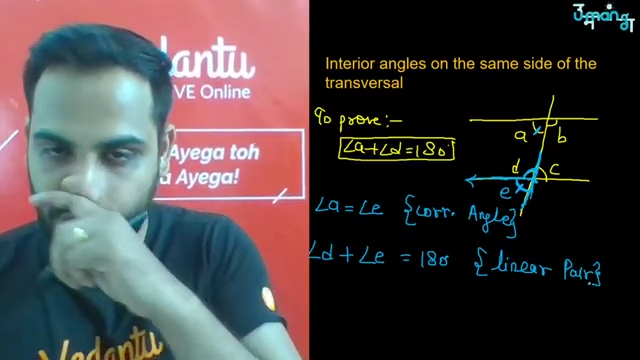 उमंग
Vedantu
LIVE Online
Ayega toh
Ayega!
Vedantu
Interior angles on the same side of the
transversal
To prove:-
∠a+∠d=180°
a
b
d
c
e
∠a = ∠e {corr. Angle}
∠d + ∠e = 180 {linear Pair}